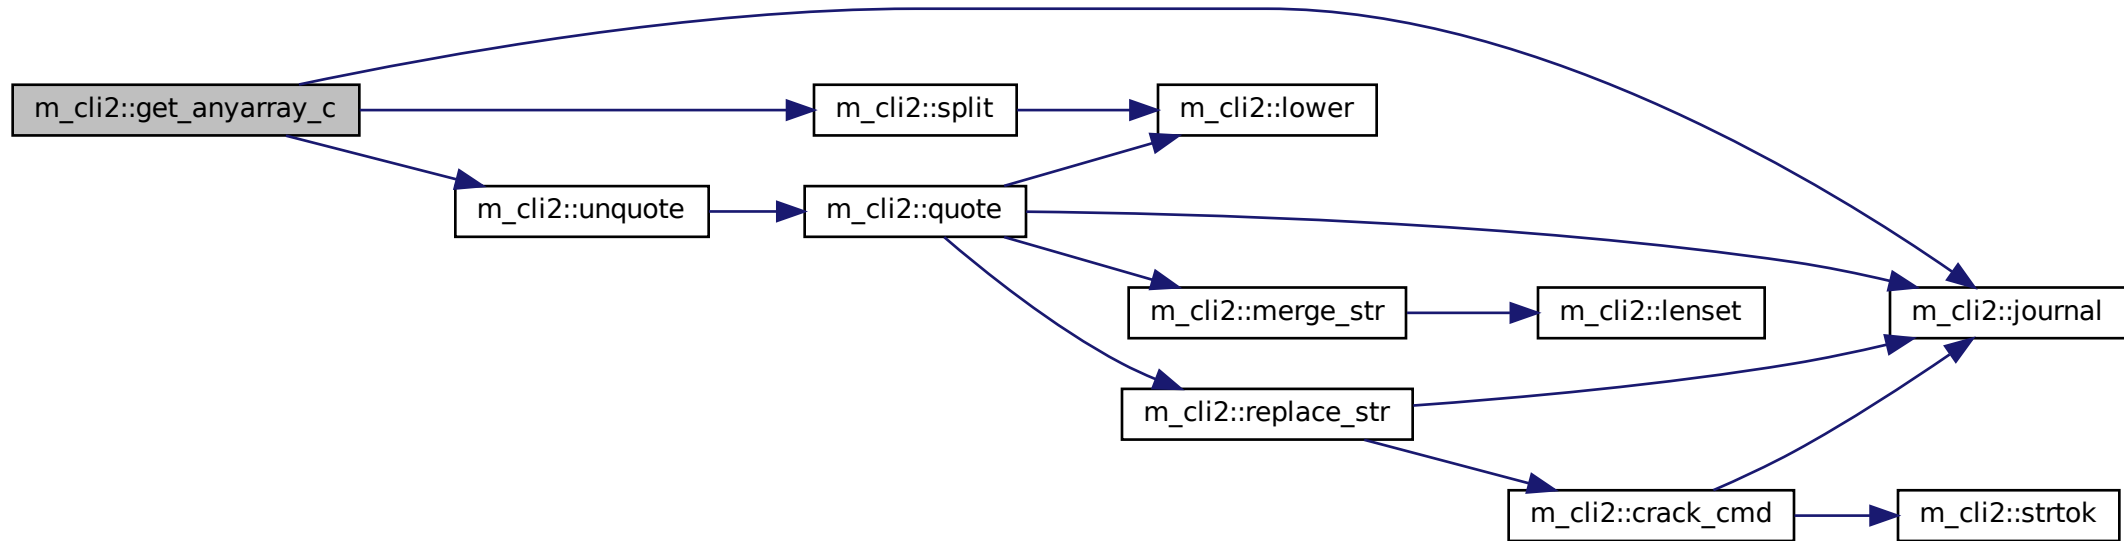 m_cli2::get_anyarray_c
m_cli2::split
m_cli2::lower
m_cli2::unquote
m_cli2::quote
m_cli2::merge_str
m_cli2::lenset
m_cli2::journal
m_cli2::replace_str
m_cli2::crack_cmd
m_cli2::strtok